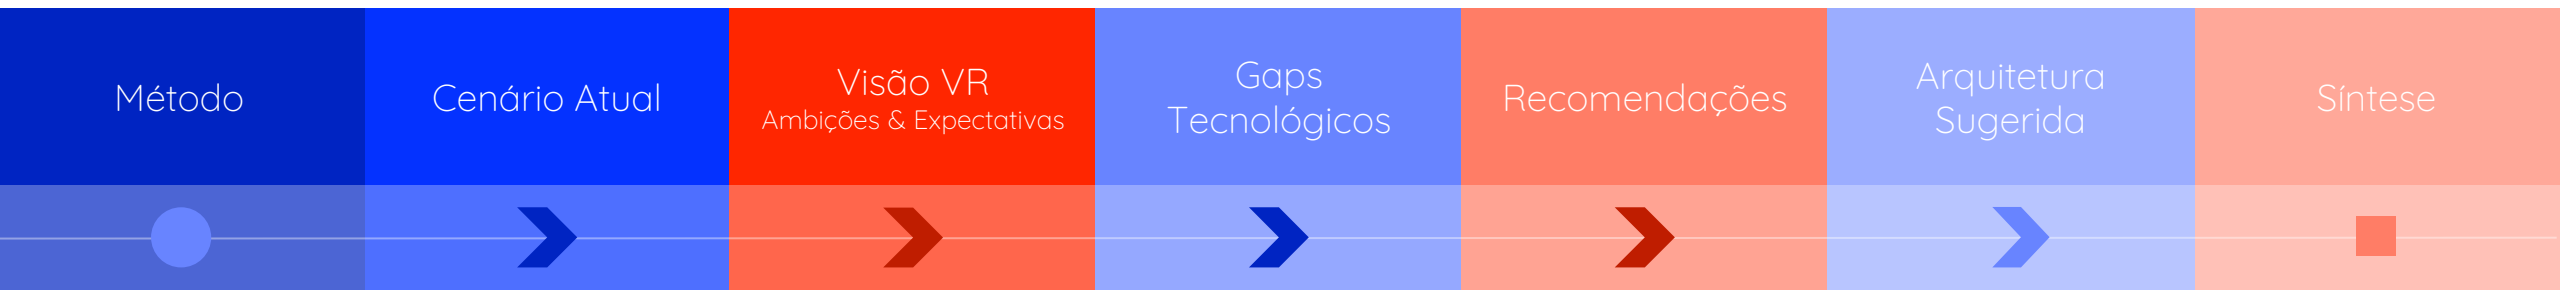 Método
Cenário Atual
Visão VR
Ambições & Expectativas
Gaps
Tecnológicos
Recomendações
Arquitetura
Sugerida
Síntese